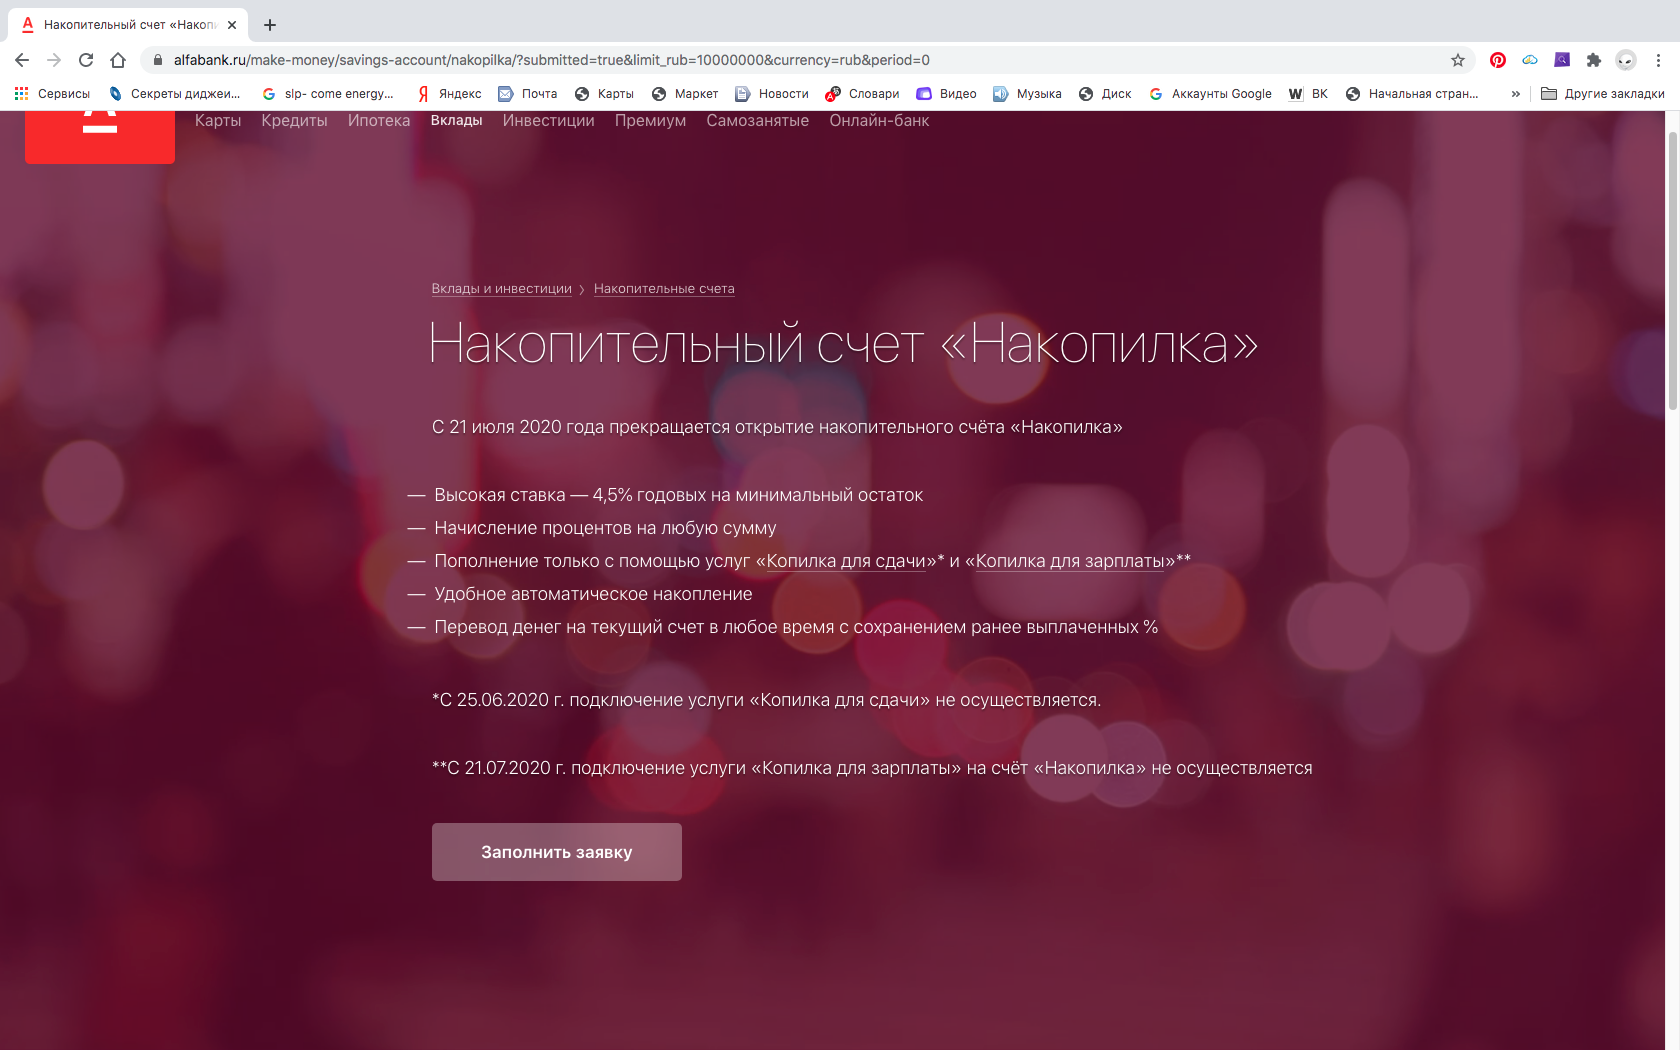 Накопительный счет «Накопи
alfabank.ru/make-money/savings-account/nakopilka/?submitted=true&limit_rub=10000000&currency=rub&period=0
Сервисы Секреты диджеи... slp- come energy... Яндекс Почта Карты Маркет Новости Словари Видео Музыка Диск Аккаунты Google ВК Начальная стран... » Другие закладки
Карты Кредиты Ипотека Вклады Инвестиции Премиум Самозанятые Онлайн-банк
Вклады и инвестиции > Накопительные счета
Накопительный счет «Накопилка»
С 21 июля 2020 года прекращается открытие накопительного счёта «Накопилка»
— Высокая ставка — 4,5% годовых на минимальный остаток
— Начисление процентов на любую сумму
— Пополнение только с помощью услуг «Копилка для сдачи»* и «Копилка для зарплаты»**
— Удобное автоматическое накопление
— Перевод денег на текущий счет в любое время с сохранением ранее выплаченных %
*С 25.06.2020 г. подключение услуги «Копилка для сдачи» не осуществляется.
**С 21.07.2020 г. подключение услуги «Копилка для зарплаты» на счёт «Накопилка» не осуществляется
Заполнить заявку